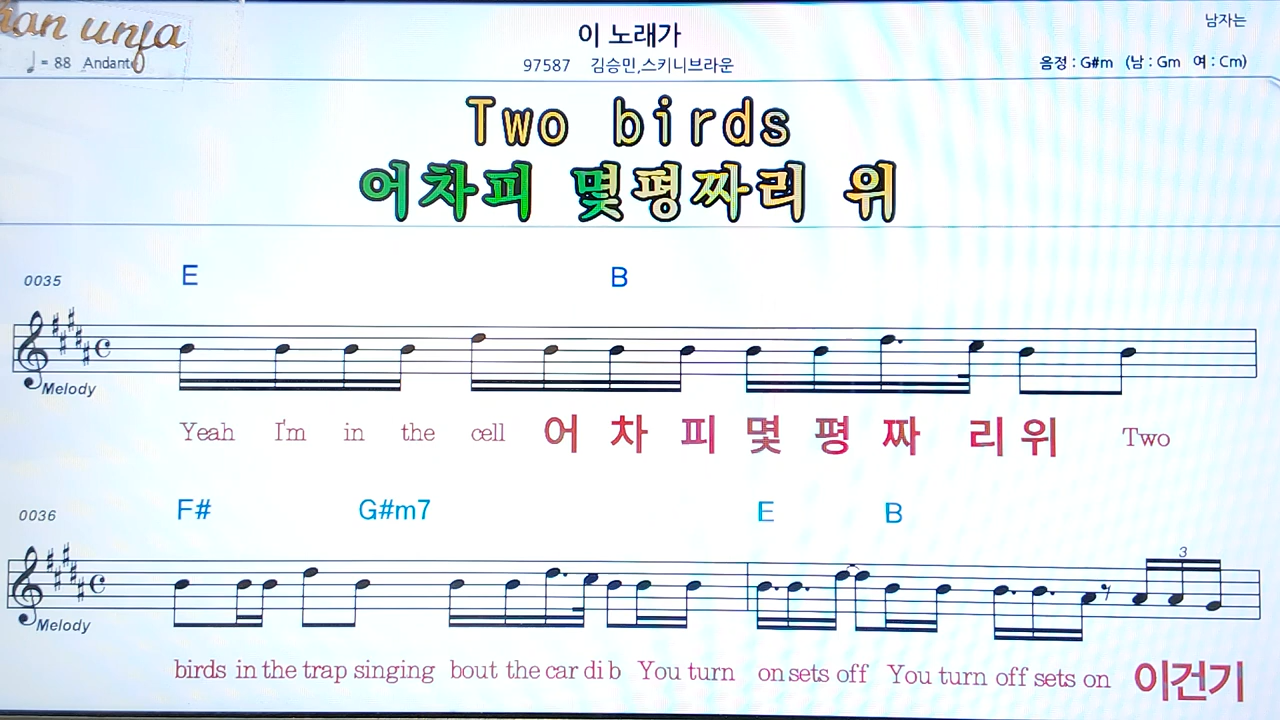 남자는
이 노래가
♩ = 88 Andante
97587 김승민,스키니브라운
음정 : G#m (남 : Gm 여 : Cm)
Two birds
어차피 몇평짜리 위
0035 E B
Melody
Yeah I'm in the cell 어 차 피 몇 평 짜 리 위 Two
0036 F# G#m7 E B
3
Melody
birds in the trap singing bout the car di b You turn on sets off You turn off sets on 이건기